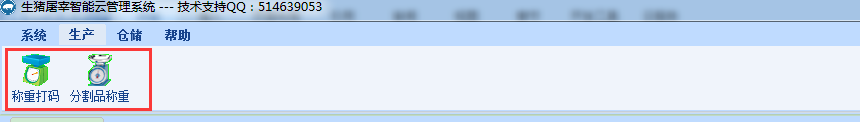 生猪屠宰智能云管理系统 --- 技术支持QQ：514639053
系统 生产 仓储 帮助
称重打码 分割品称重